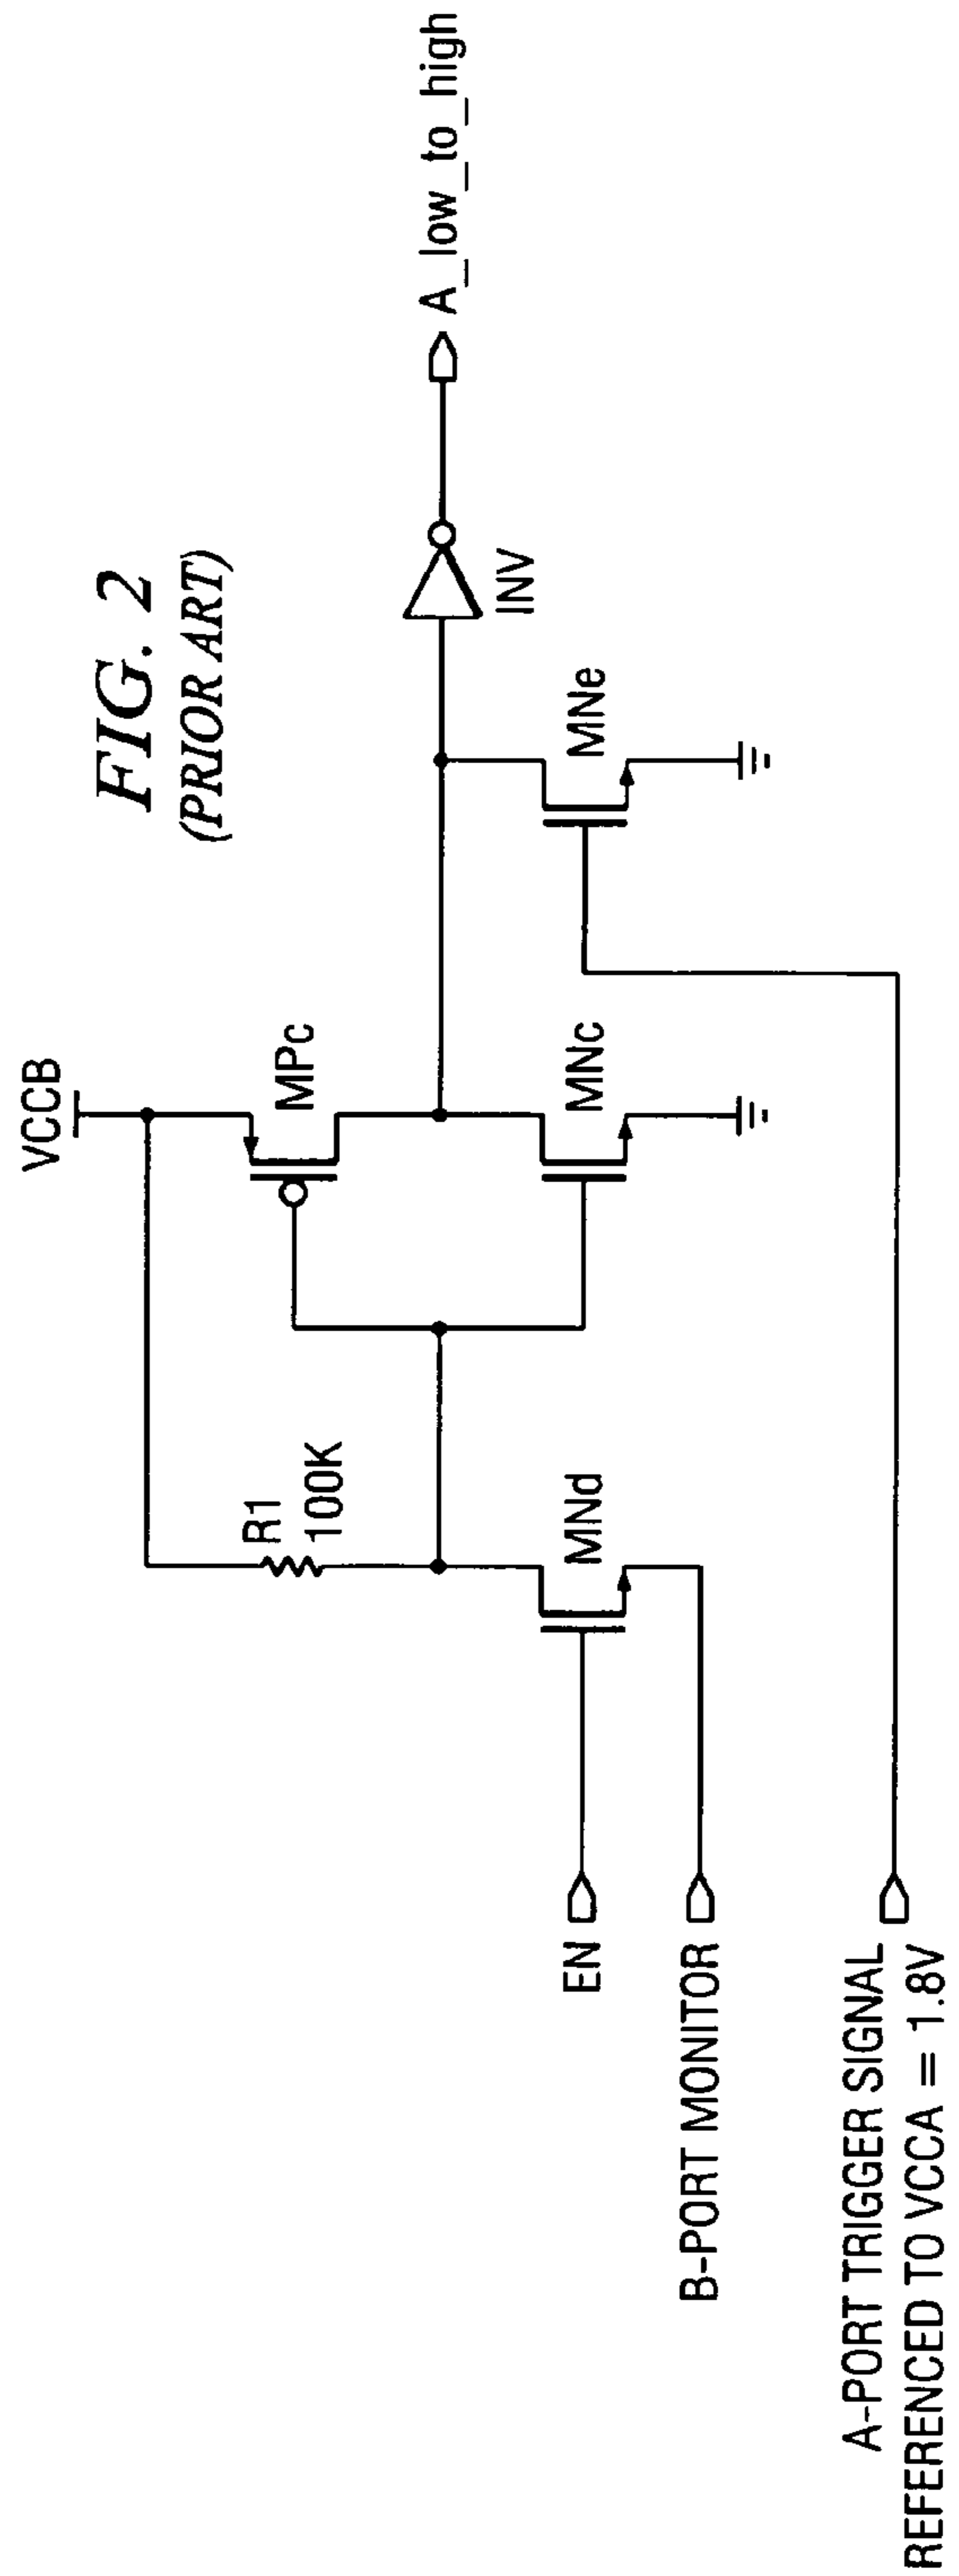 FIG. 2
(PRIOR ART)
VCCB
R1
100K
MPc
MNd
MNc
MNe
INV
A_low_to_high
EN
B-PORT MONITOR
A-PORT TRIGGER SIGNAL
REFERENCED TO VCCA = 1.8V